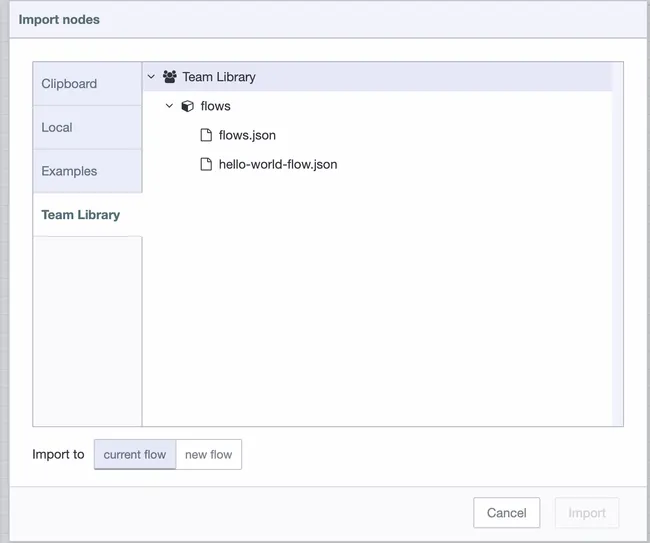 Import nodes
Clipboard
Local
Examples
Team Library
Team Library
flows
flows.json
hello-world-flow.json
Import to current flow new flow
Cancel Import